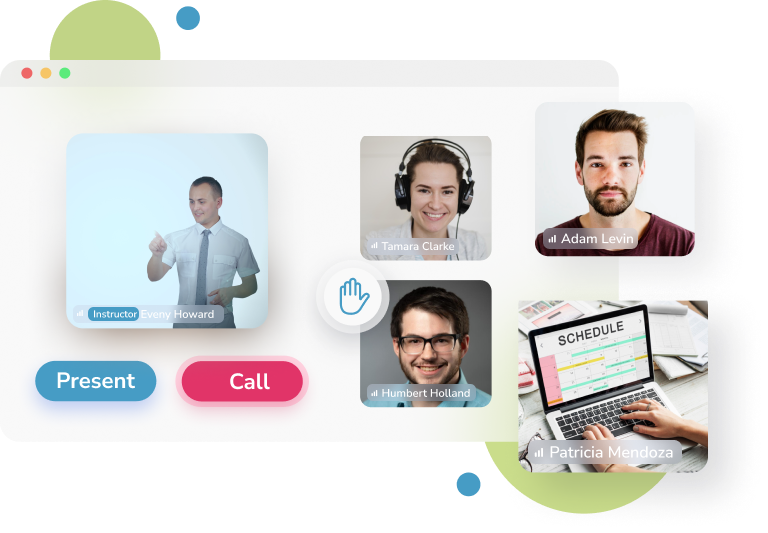 Tamara Clarke
Adam Levin
Instructor Eveny Howard
Humbert Holland
SCHEDULE
Present
Call
Patricia Mendoza